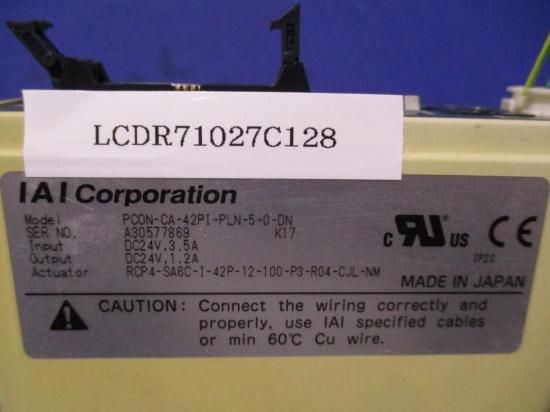 LCDR71027C128
IAI Corporation
Model PCON-CA-42PI-PLN-5-0-DN
SER NO. A30577869 K17
Input DC24V,3.5A
Output DC24V,1.2A
Actuator RCP4-SA6C-I-42P-12-100-P3-R04-CJL-NM
c RU US CE
IP20
MADE IN JAPAN
CAUTION: Connect the wiring correctly and
properly, use IAI specified cables
or min 60°C Cu wire.